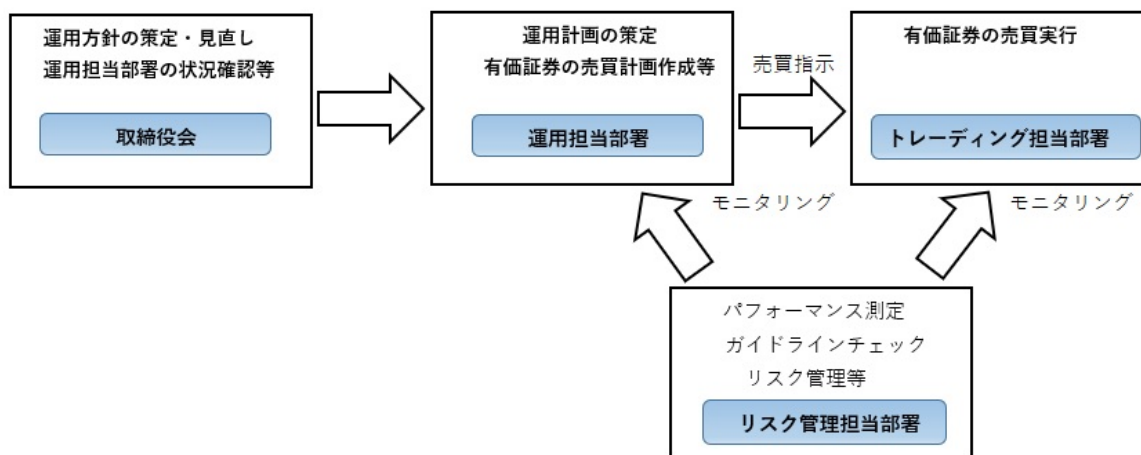 運用方針の策定・見直し
運用担当部署の状況確認等
取締役会
運用計画の策定
有価証券の売買計画作成等
運用担当部署
売買指示
有価証券の売買実行
トレーディング担当部署
モニタリング
モニタリング
パフォーマンス測定
ガイドラインチェック
リスク管理等
リスク管理担当部署